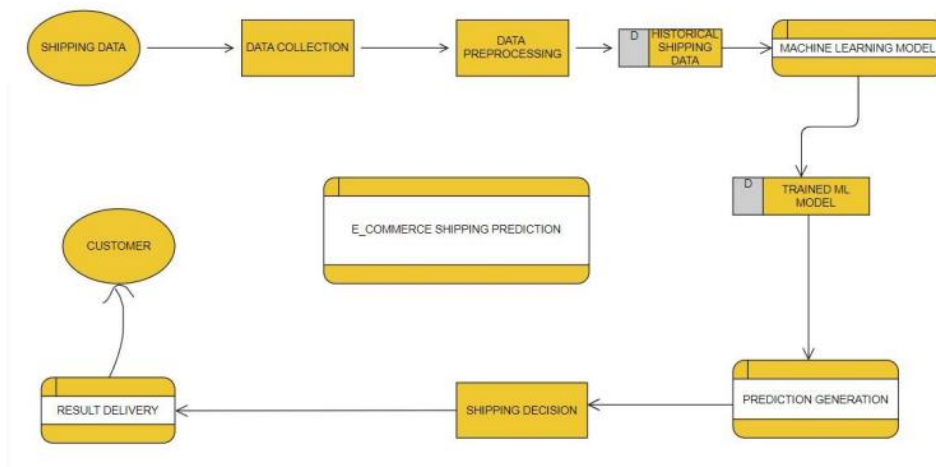 SHIPPING DATA
DATA COLLECTION
DATA
PREPROCESSING
D
HISTORICAL
SHIPPING
DATA
MACHINE LEARNING MODEL
D
TRAINED ML
MODEL
E_COMMERCE SHIPPING PREDICTION
CUSTOMER
RESULT DELIVERY
SHIPPING DECISION
PREDICTION GENERATION